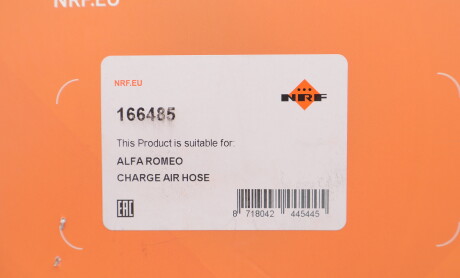 NRF.EU
NRF.EU
NRF
166485
This Product is suitable for:
ALFA ROMEO
CHARGE AIR HOSE
EAC
8 718042 445445